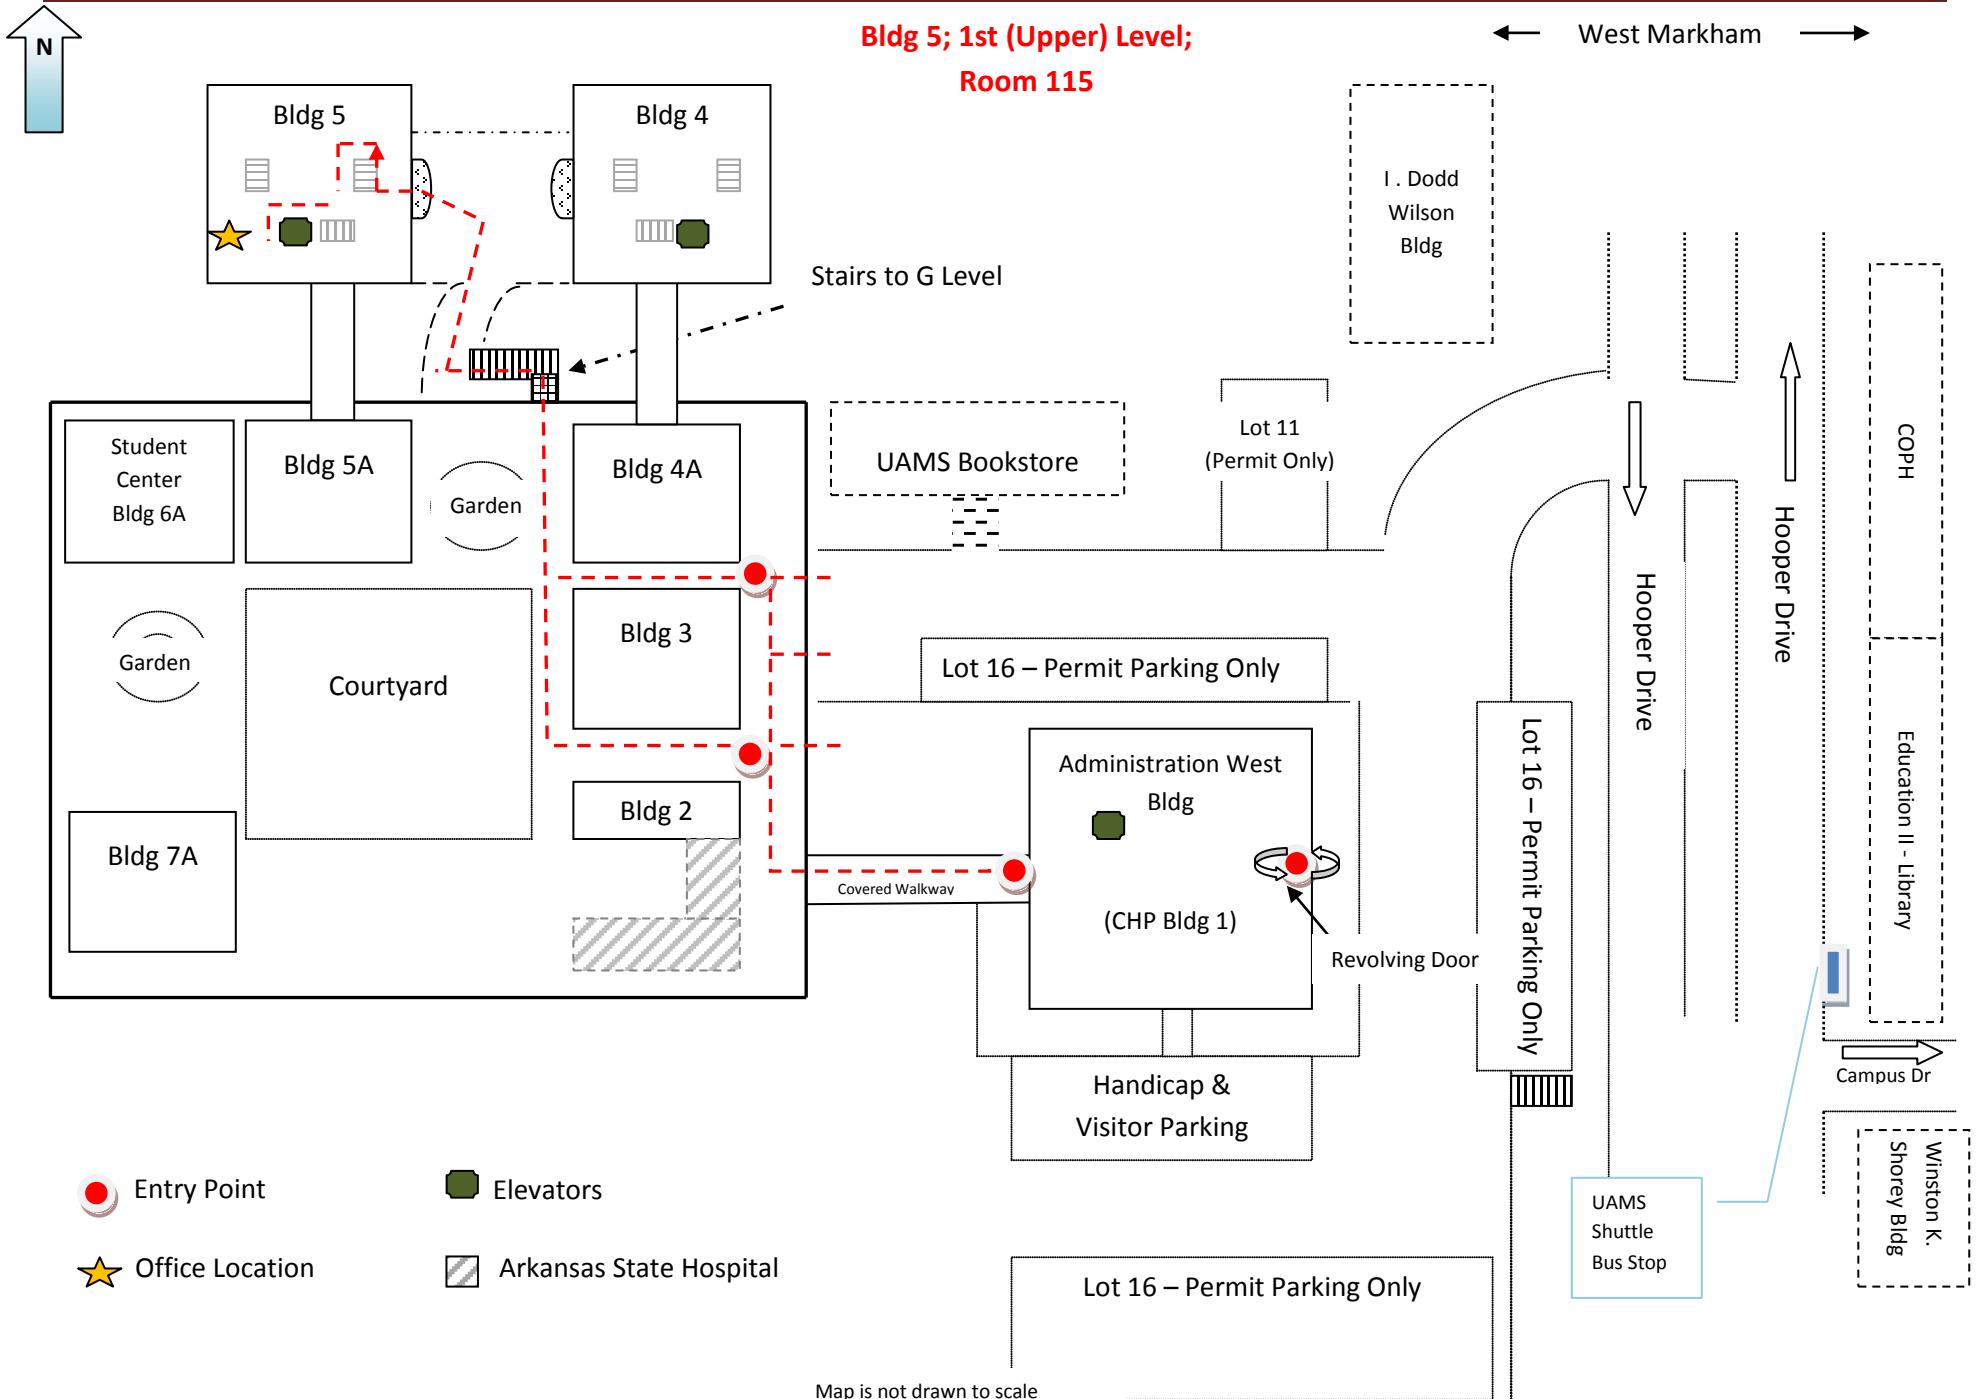 N
Bldg 5; 1st (Upper) Level;
Room 115
West Markham
Bldg 5
Bldg 4
I . Dodd
Wilson
Bldg
Stairs to G Level
Student
Center
Bldg 6A
Bldg 5A
Garden
Bldg 4A
UAMS Bookstore
Lot 11
(Permit Only)
COPH
Hooper Drive
Hooper Drive
Garden
Courtyard
Bldg 3
Lot 16 – Permit Parking Only
Lot 16 – Permit Parking Only
Education II - Library
Administration West
Bldg
Bldg 2
Bldg 7A
Covered Walkway
(CHP Bldg 1)
Revolving Door
Handicap &
Visitor Parking
Campus Dr
Winston K.
Shorey Bldg
Entry Point
Elevators
UAMS
Shuttle
Bus Stop
Office Location
Arkansas State Hospital
Lot 16 – Permit Parking Only
Map is not drawn to scale